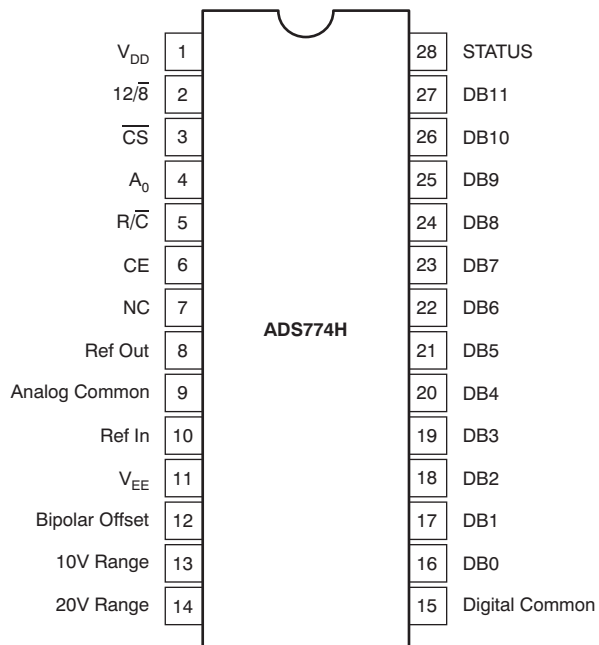 V_DD 1 28 STATUS
12/8̅ 2 27 DB11
C̅S̅ 3 26 DB10
A_0 4 25 DB9
R/C̅ 5 24 DB8
CE 6 23 DB7
NC 7 22 DB6
ADS774H
Ref Out 8 21 DB5
Analog Common 9 20 DB4
Ref In 10 19 DB3
V_EE 11 18 DB2
Bipolar Offset 12 17 DB1
10V Range 13 16 DB0
20V Range 14 15 Digital Common